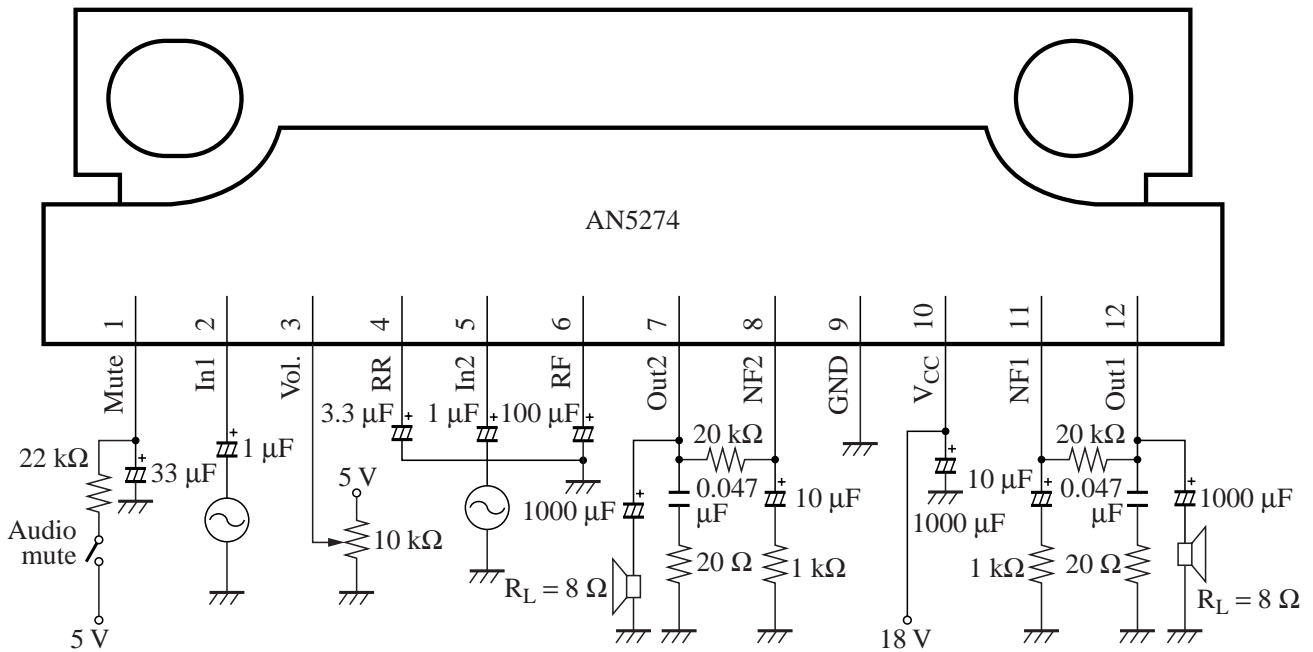 AN5274
1 2 3 4 5 6 7 8 9 10 11 12
Mute In1 Vol. RR In2 RF Out2 NF2 GND VCC NF1 Out1
3.3 μF 1 μF 100 μF
22 kΩ 33 μF 1 μF
20 kΩ 20 kΩ
5 V
10 kΩ
1000 μF
0.047
μF
10 μF
1000 μF
10 μF
0.047
μF
1000 μF
Audio
mute
20 Ω 1 kΩ 1 kΩ 20 Ω
RL = 8 Ω RL = 8 Ω
5 V 18 V